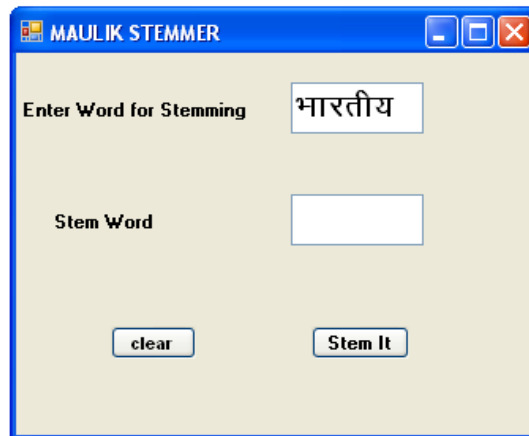 MAULIK STEMMER
Enter Word for Stemming भारतीय
Stem Word
clear Stem It